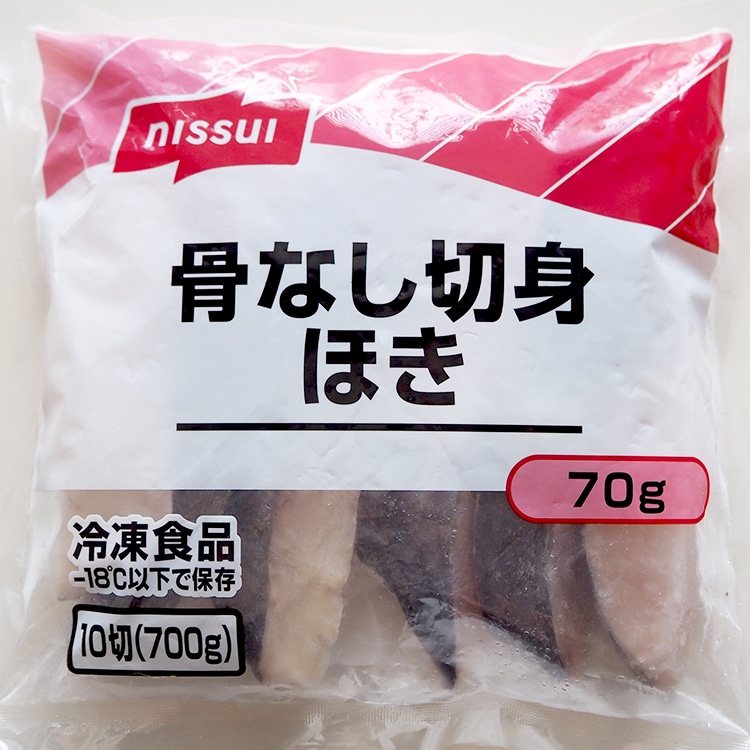 nissui
骨なし切身
ほき
70g
冷凍食品
-18℃以下で保存
10切(700g)